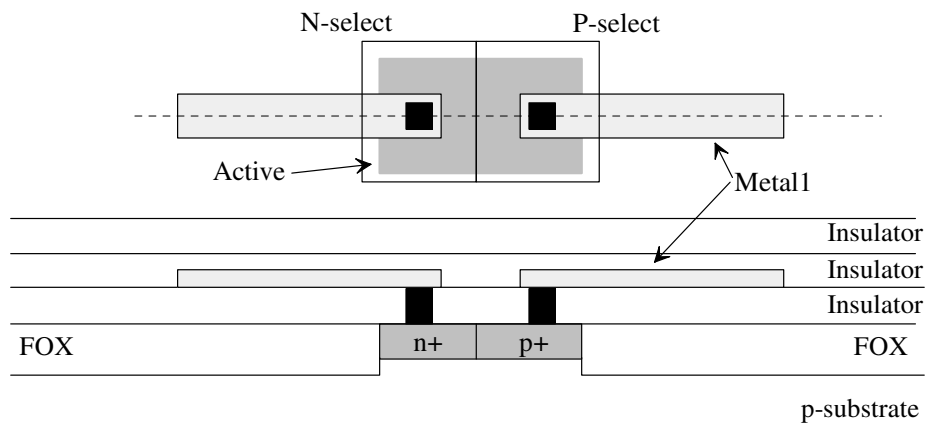 N-select
P-select
Active
Metal1
Insulator
Insulator
Insulator
FOX
n+
p+
FOX
p-substrate